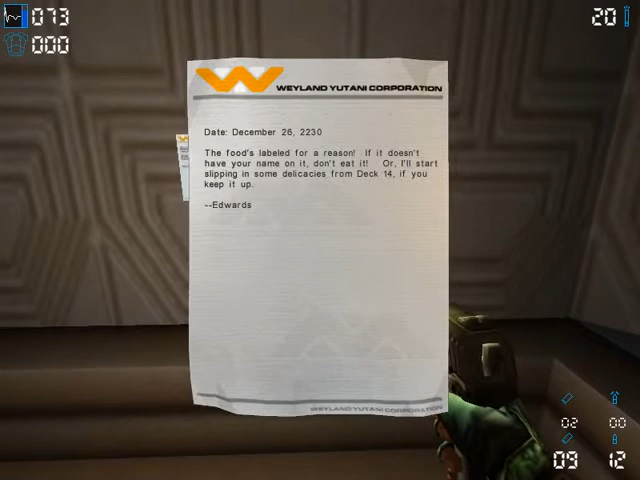 073
000
20
WEYLAND YUTANI CORPORATION
Date: December 26, 2230
The food's labeled for a reason! If it doesn't
have your name on it, don't eat it! Or, I'll start
slipping in some delicacies from Deck 14, if you
keep it up.
--Edwards
WEYLAND YUTANI CORPORATION
02 00
09 12